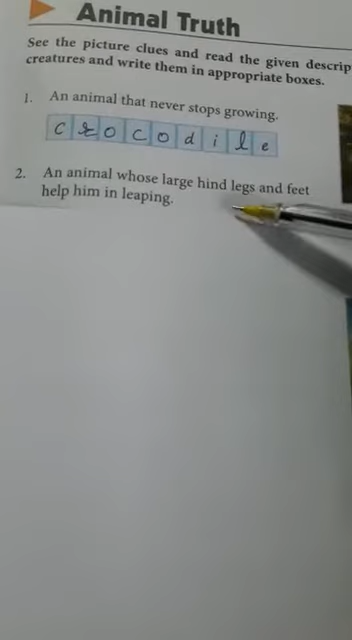 Animal Truth
See the picture clues and read the given descrip
creatures and write them in appropriate boxes.
1. An animal that never stops growing.
c r o c o d i l e
2. An animal whose large hind legs and feet
help him in leaping.